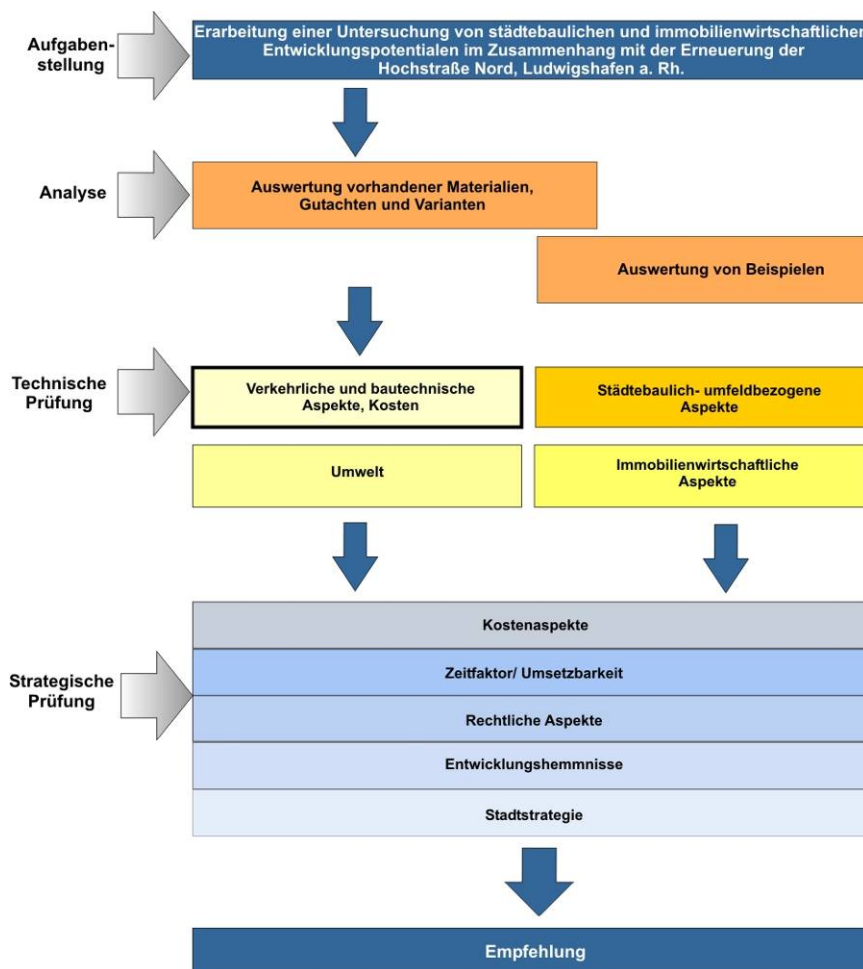 Aufgaben-
stellung
Erarbeitung einer Untersuchung von städtebaulichen und immobilienwirtschaftlichen
Entwicklungspotentialen im Zusammenhang mit der Erneuerung der
Hochstraße Nord, Ludwigshafen a. Rh.
Analyse
Auswertung vorhandener Materialien,
Gutachten und Varianten
Auswertung von Beispielen
Technische
Prüfung
Verkehrliche und bautechnische
Aspekte, Kosten
Städtebaulich- umfeldbezogene
Aspekte
Umwelt
Immobilienwirtschaftliche
Aspekte
Strategische
Prüfung
Kostenaspekte
Zeitfaktor/ Umsetzbarkeit
Rechtliche Aspekte
Entwicklungshemmnisse
Stadtstrategie
Empfehlung